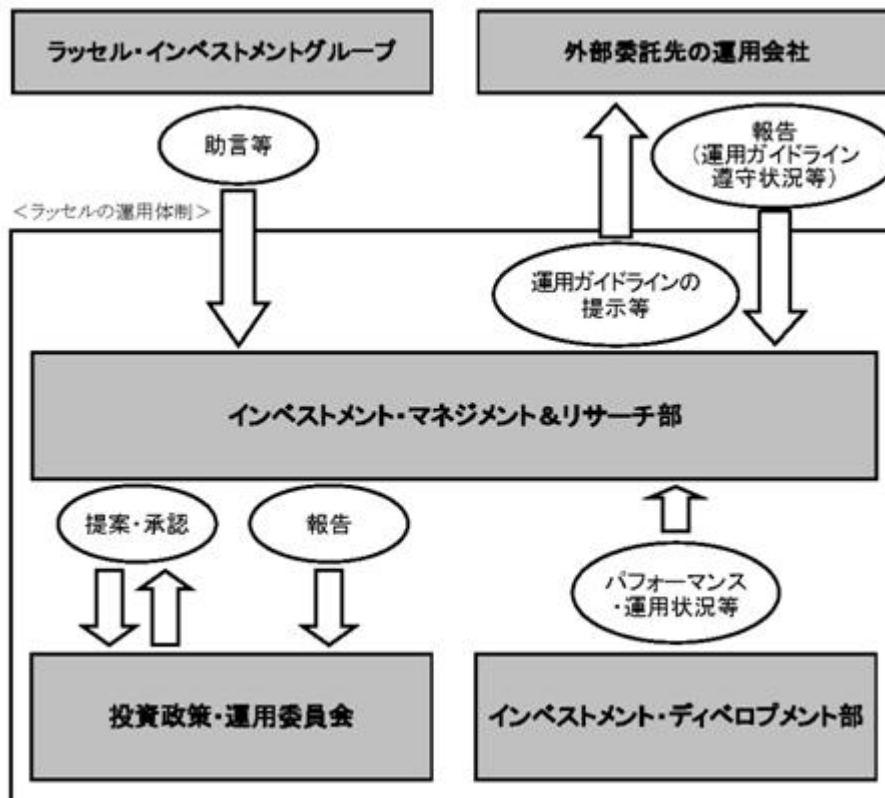 ラッセル・インベストメントグループ
外部委託先の運用会社
助言等
報告
(運用ガイドライン
遵守状況等)
<ラッセルの運用体制>
運用ガイドラインの
提示等
インベストメント・マネジメント&リサーチ部
提案・承認
報告
パフォーマンス
・運用状況等
投資政策・運用委員会
インベストメント・ディベロプメント部